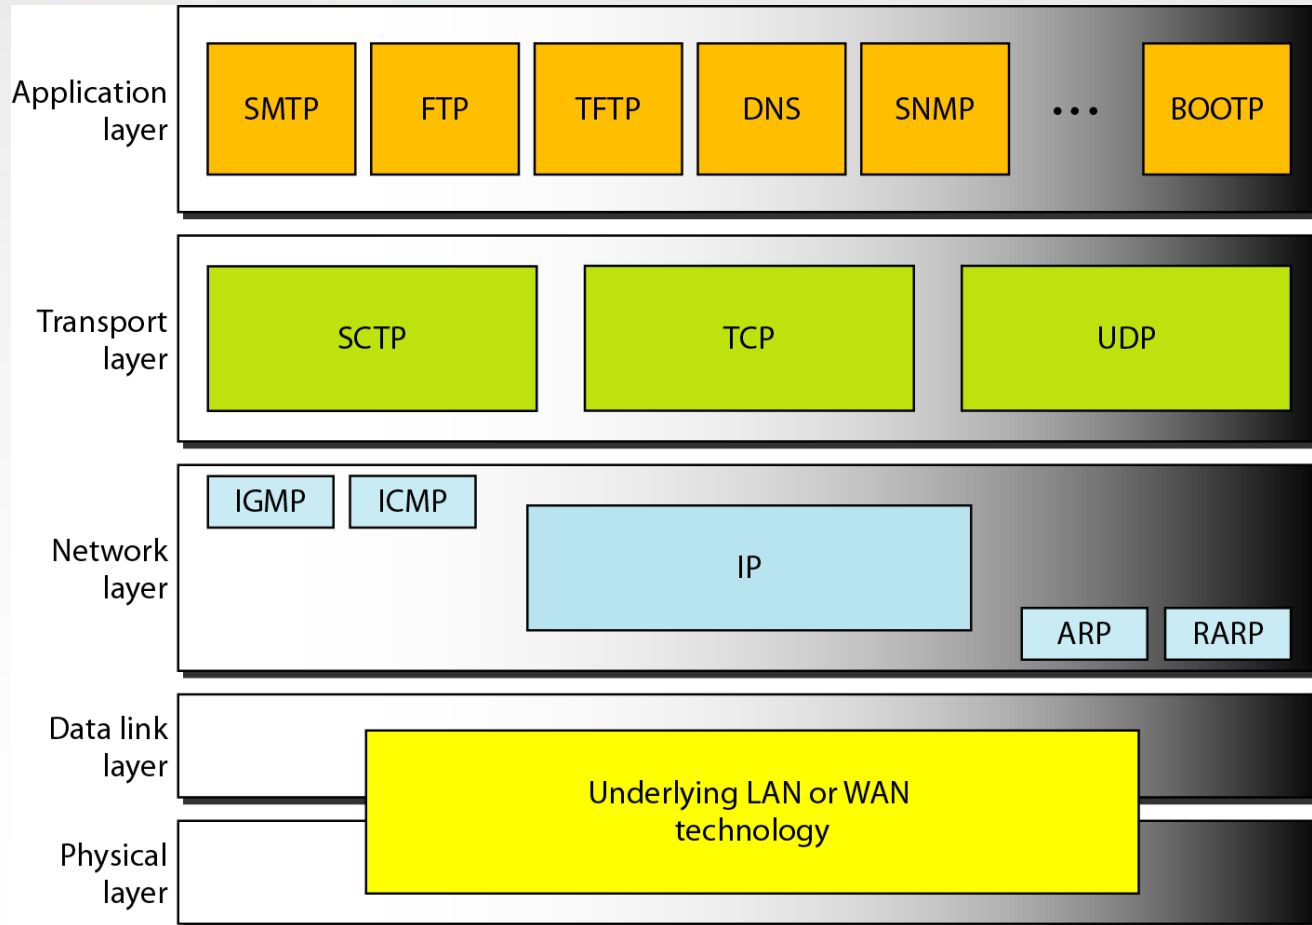 Application
layer
SMTP
FTP
TFTP
DNS
SNMP
...
BOOTP
Transport
layer
SCTP
TCP
UDP
Network
layer
IGMP
ICMP
IP
ARP
RARP
Data link
layer
Underlying LAN or WAN
technology
Physical
layer